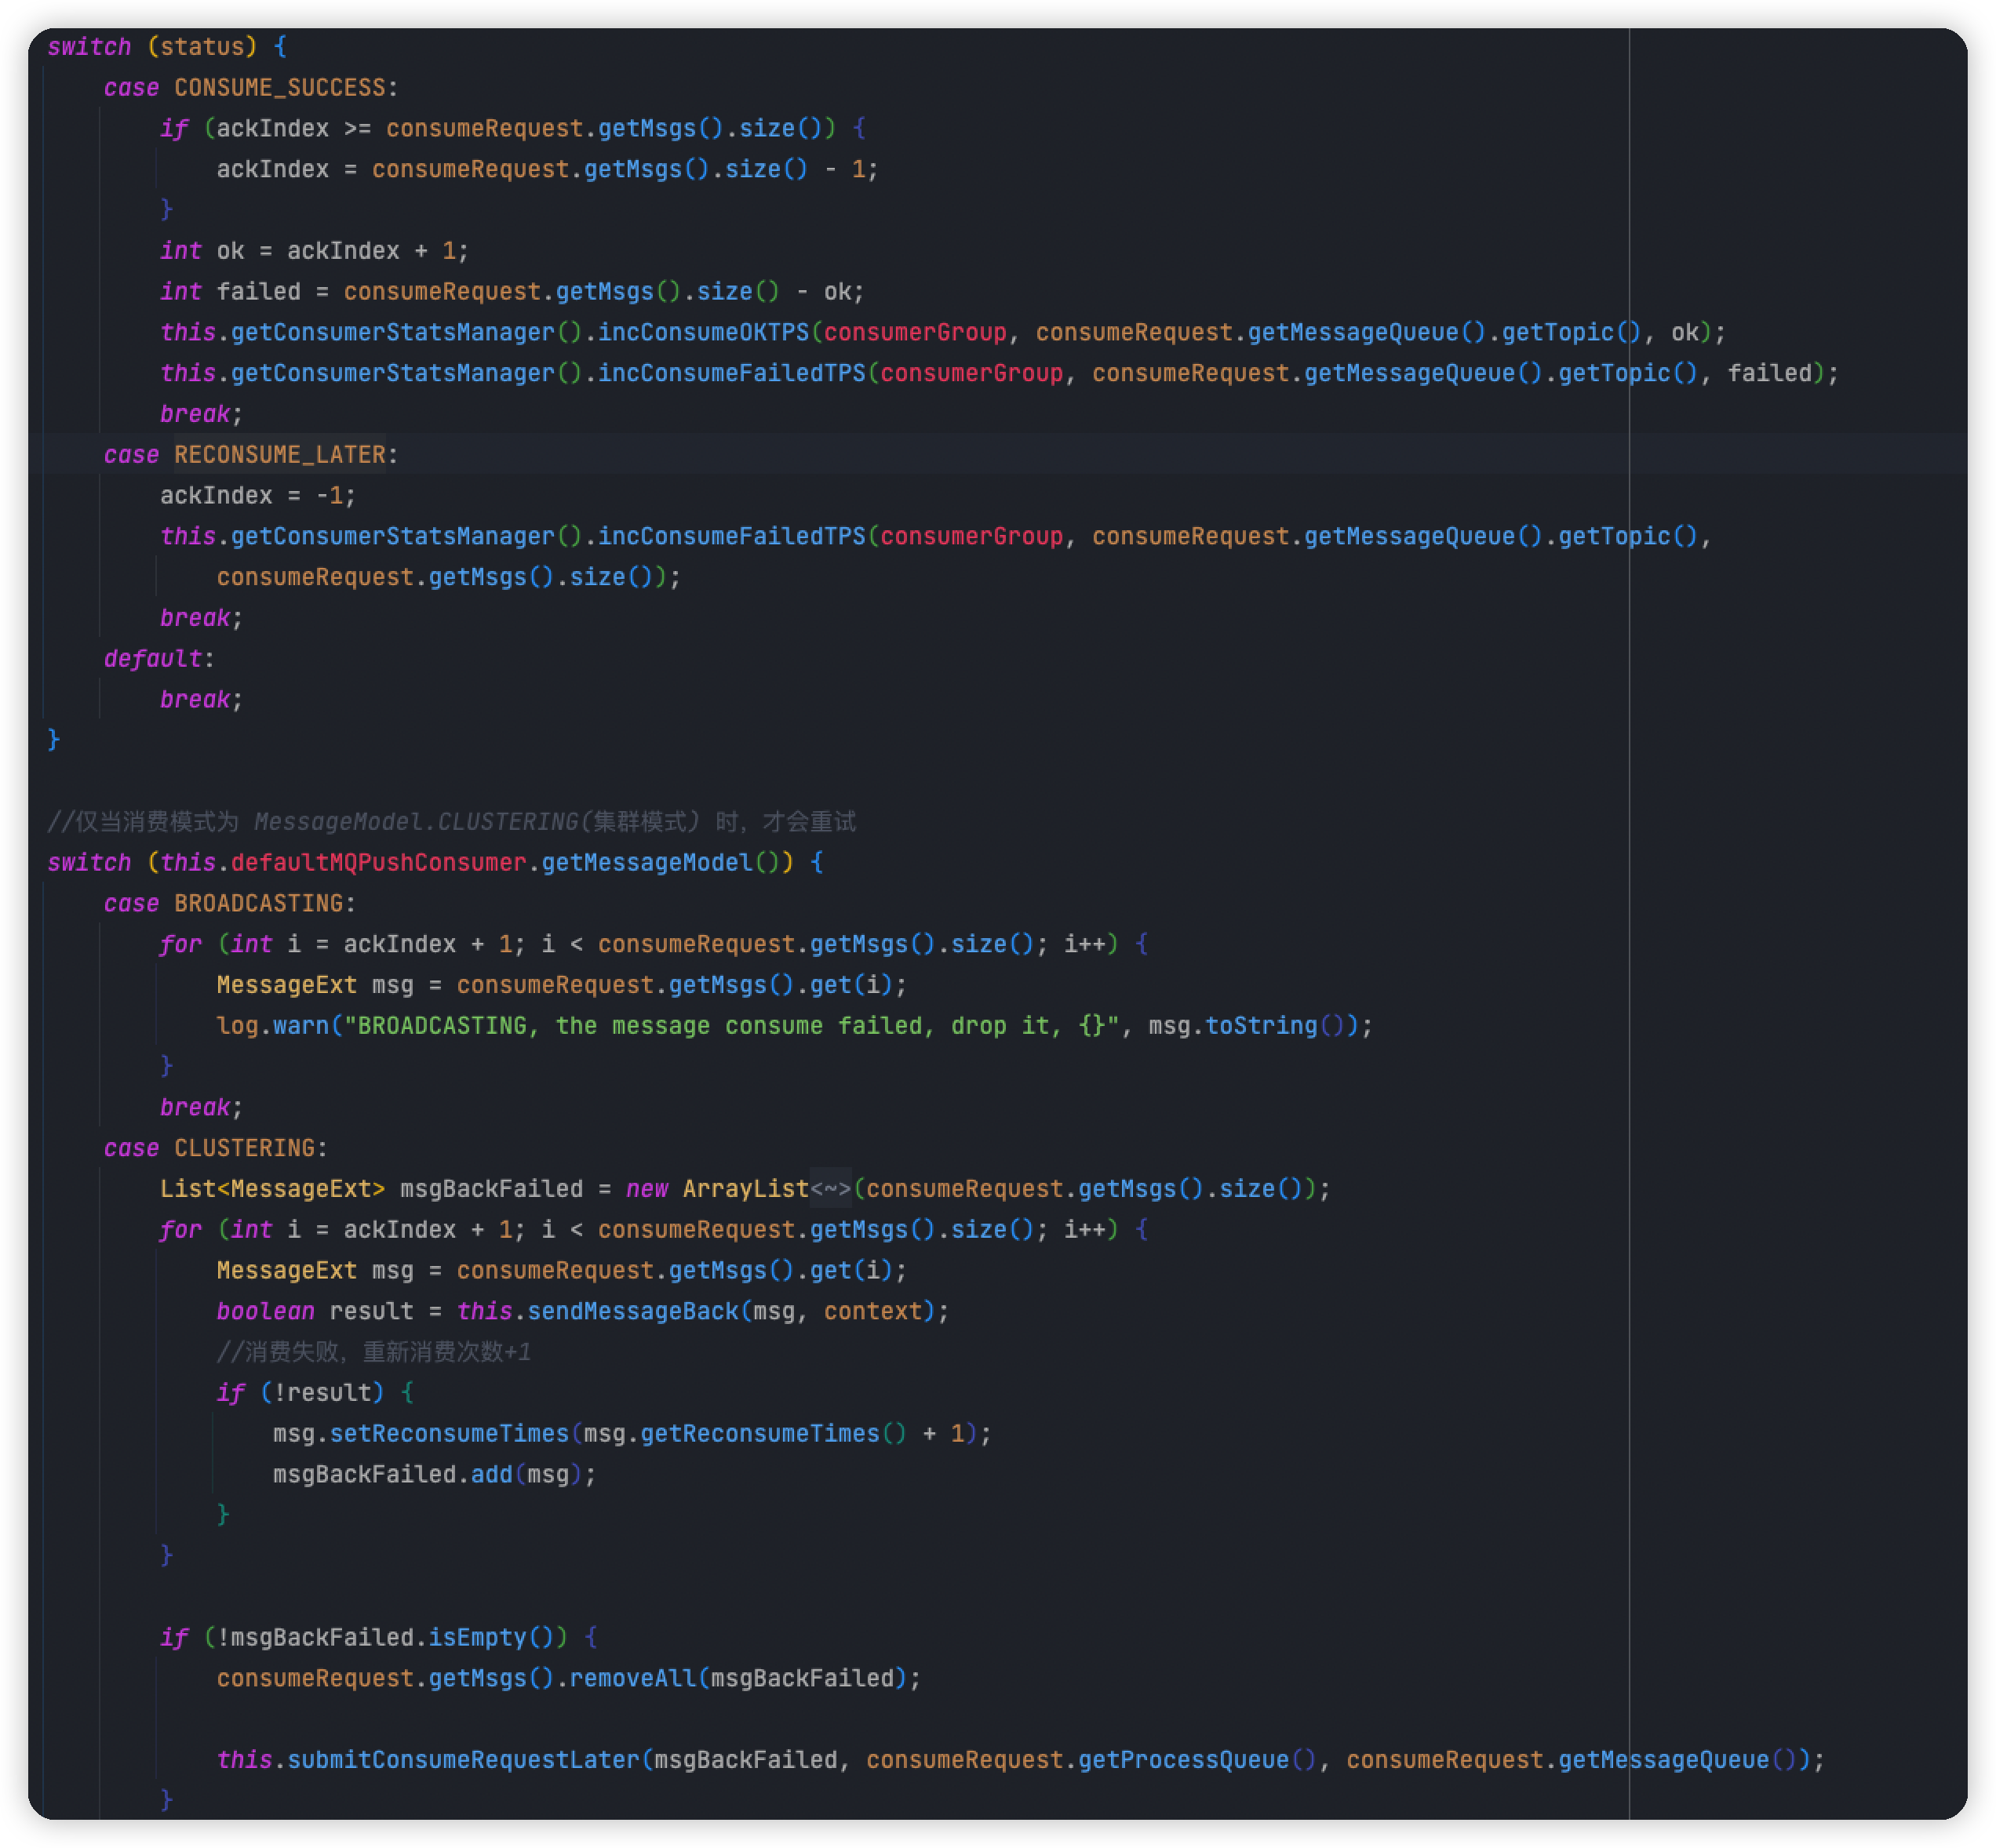 switch (status) {
    case CONSUME_SUCCESS:
        if (ackIndex >= consumeRequest.getMsgs().size()) {
            ackIndex = consumeRequest.getMsgs().size() - 1;
        }
        int ok = ackIndex + 1;
        int failed = consumeRequest.getMsgs().size() - ok;
        this.getConsumerStatsManager().incConsumeOKTPS(consumerGroup, consumeRequest.getMessageQueue().getTopic(), ok);
        this.getConsumerStatsManager().incConsumeFailedTPS(consumerGroup, consumeRequest.getMessageQueue().getTopic(), failed);
        break;
    case RECONSUME_LATER:
        ackIndex = -1;
        this.getConsumerStatsManager().incConsumeFailedTPS(consumerGroup, consumeRequest.getMessageQueue().getTopic(),
            consumeRequest.getMsgs().size());
        break;
    default:
        break;
}

//仅当消费模式为 MessageModel.CLUSTERING(集群模式) 时，才会重试
switch (this.defaultMQPushConsumer.getMessageModel()) {
    case BROADCASTING:
        for (int i = ackIndex + 1; i < consumeRequest.getMsgs().size(); i++) {
            MessageExt msg = consumeRequest.getMsgs().get(i);
            log.warn("BROADCASTING, the message consume failed, drop it, {}", msg.toString());
        }
        break;
    case CLUSTERING:
        List<MessageExt> msgBackFailed = new ArrayList<~>(consumeRequest.getMsgs().size());
        for (int i = ackIndex + 1; i < consumeRequest.getMsgs().size(); i++) {
            MessageExt msg = consumeRequest.getMsgs().get(i);
            boolean result = this.sendMessageBack(msg, context);
            //消费失败，重新消费次数+1
            if (!result) {
                msg.setReconsumeTimes(msg.getReconsumeTimes() + 1);
                msgBackFailed.add(msg);
            }
        }

        if (!msgBackFailed.isEmpty()) {
            consumeRequest.getMsgs().removeAll(msgBackFailed);

            this.submitConsumeRequestLater(msgBackFailed, consumeRequest.getProcessQueue(), consumeRequest.getMessageQueue());
        }